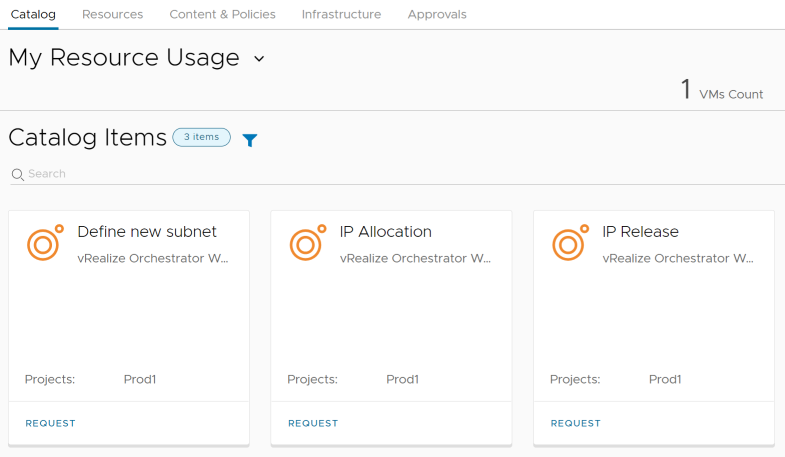 Catalog Resources Content & Policies Infrastructure Approvals
My Resource Usage
1 VMs Count
Catalog Items 3 items
Search
Define new subnet
vRealize Orchestrator W...
Projects: Prod1
REQUEST
IP Allocation
vRealize Orchestrator W...
Projects: Prod1
REQUEST
IP Release
vRealize Orchestrator W...
Projects: Prod1
REQUEST